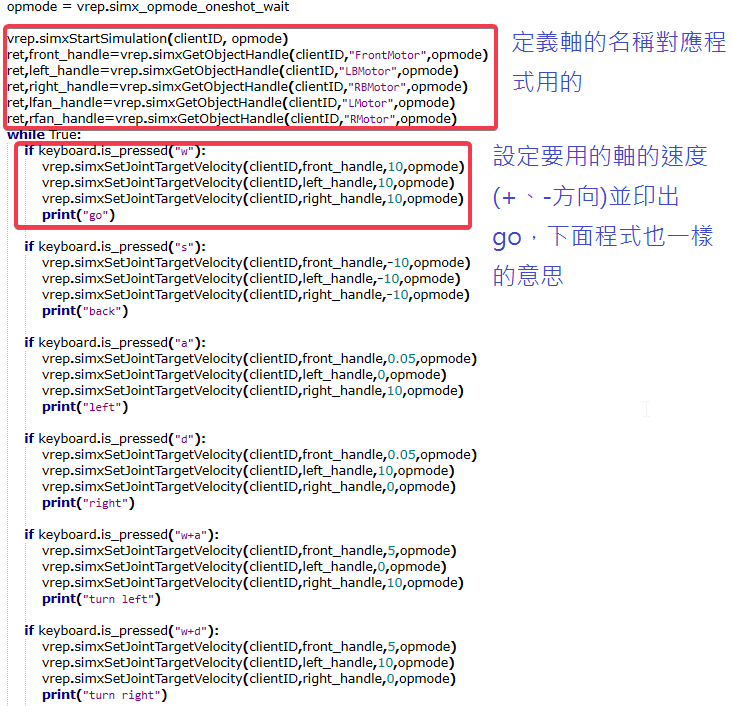 opmode = vrep.simx_opmode_oneshot_wait
vrep.simxStartSimulation(clientID, opmode)
ret,front_handle=vrep.simxGetObjectHandle(clientID,"FrontMotor",opmode)
ret,left_handle=vrep.simxGetObjectHandle(clientID,"LBMotor",opmode)
ret,right_handle=vrep.simxGetObjectHandle(clientID,"RBMotor",opmode)
ret,lfan_handle=vrep.simxGetObjectHandle(clientID,"LMotor",opmode)
ret,rfan_handle=vrep.simxGetObjectHandle(clientID,"RMotor",opmode)
定義軸的名稱對應程
式用的
while True:
if keyboard.is_pressed("w"):
vrep.simxSetJointTargetVelocity(clientID,front_handle,10,opmode)
vrep.simxSetJointTargetVelocity(clientID,left_handle,10,opmode)
vrep.simxSetJointTargetVelocity(clientID,right_handle,10,opmode)
print("go")
設定要用的軸的速度
(+、-方向)並印出
go，下面程式也一樣
的意思
if keyboard.is_pressed("s"):
vrep.simxSetJointTargetVelocity(clientID,front_handle,-10,opmode)
vrep.simxSetJointTargetVelocity(clientID,left_handle,-10,opmode)
vrep.simxSetJointTargetVelocity(clientID,right_handle,-10,opmode)
print("back")
if keyboard.is_pressed("a"):
vrep.simxSetJointTargetVelocity(clientID,front_handle,0.05,opmode)
vrep.simxSetJointTargetVelocity(clientID,left_handle,0,opmode)
vrep.simxSetJointTargetVelocity(clientID,right_handle,10,opmode)
print("left")
if keyboard.is_pressed("d"):
vrep.simxSetJointTargetVelocity(clientID,front_handle,0.05,opmode)
vrep.simxSetJointTargetVelocity(clientID,left_handle,10,opmode)
vrep.simxSetJointTargetVelocity(clientID,right_handle,0,opmode)
print("right")
if keyboard.is_pressed("w+a"):
vrep.simxSetJointTargetVelocity(clientID,front_handle,5,opmode)
vrep.simxSetJointTargetVelocity(clientID,left_handle,0,opmode)
vrep.simxSetJointTargetVelocity(clientID,right_handle,10,opmode)
print("turn left")
if keyboard.is_pressed("w+d"):
vrep.simxSetJointTargetVelocity(clientID,front_handle,5,opmode)
vrep.simxSetJointTargetVelocity(clientID,left_handle,10,opmode)
vrep.simxSetJointTargetVelocity(clientID,right_handle,0,opmode)
print("turn right")